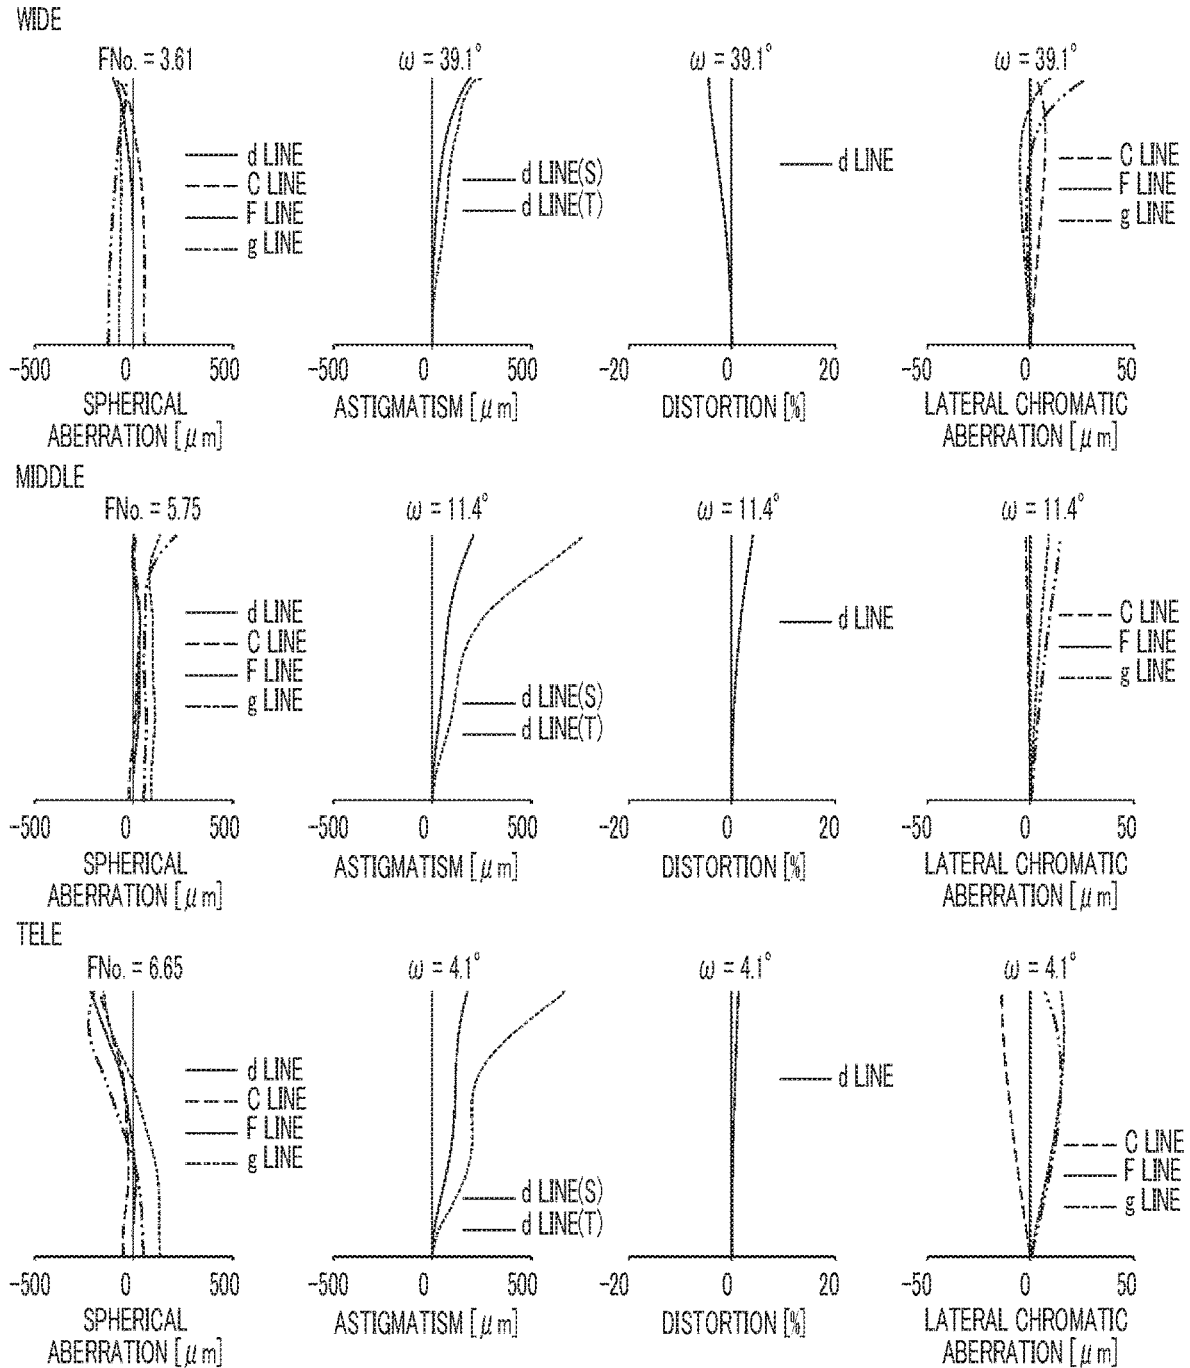 WIDE
FNo. = 3.61
ω = 39.1°
ω = 39.1°
ω = 39.1°
d LINE
C LINE
F LINE
g LINE
d LINE(S)
d LINE(T)
d LINE
C LINE
F LINE
g LINE
-500 0 500
0 500
-20 0 20
-50 0 50
SPHERICAL
ABERRATION [μm]
ASTIGMATISM [μm]
DISTORTION [%]
LATERAL CHROMATIC
ABERRATION [μm]
MIDDLE
FNo. = 5.75
ω = 11.4°
ω = 11.4°
ω = 11.4°
d LINE
C LINE
F LINE
g LINE
d LINE(S)
d LINE(T)
d LINE
C LINE
F LINE
g LINE
-500 0 500
0 500
-20 0 20
-50 0 50
SPHERICAL
ABERRATION [μm]
ASTIGMATISM [μm]
DISTORTION [%]
LATERAL CHROMATIC
ABERRATION [μm]
TELE
FNo. = 6.65
ω = 4.1°
ω = 4.1°
ω = 4.1°
d LINE
C LINE
F LINE
g LINE
d LINE(S)
d LINE(T)
d LINE
C LINE
F LINE
g LINE
-500 0 500
-500 0 500
-20 0 20
-50 0 50
SPHERICAL
ABERRATION [μm]
ASTIGMATISM [μm]
DISTORTION [%]
LATERAL CHROMATIC
ABERRATION [μm]